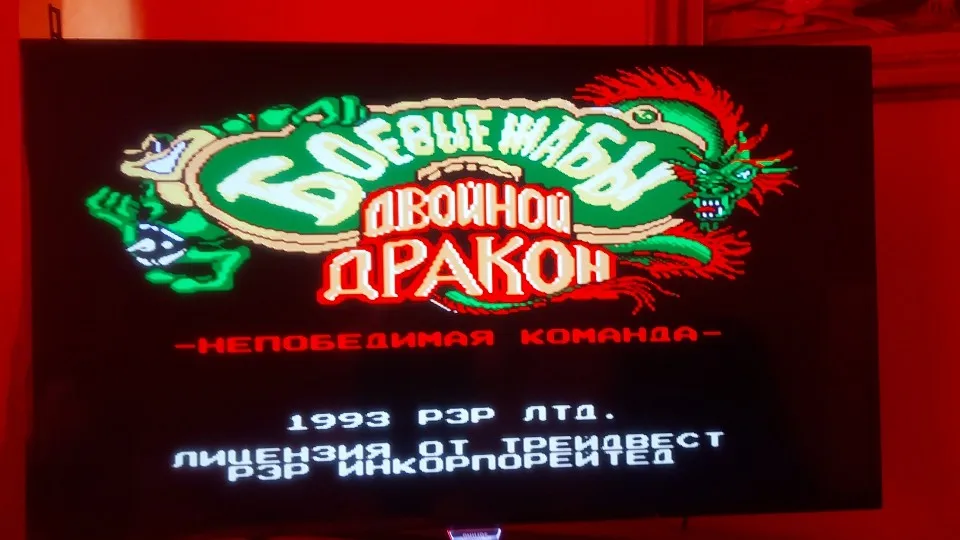 БОЕВЫЕ ЖАБЫ
ДВОЙНОЙ
ДРАКОН
-НЕПОБЕДИМАЯ КОМАНДА-
1993 РЭР ЛТД.
ЛИЦЕНЗИЯ ОТ ТРЕЙДВЕСТ
РЭР ИНКОРПОРЕЙТЕД